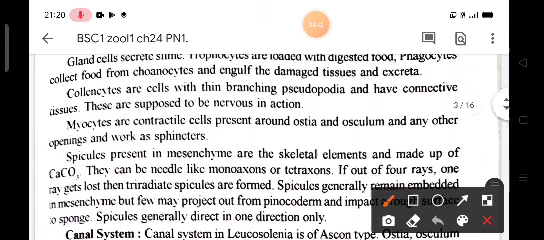 21:20
04:43
BSC1 zool1 ch24 PN1.
Gland cells secrete slime. Trophocytes are loaded with digested food, Phagocytes
collect food from choanocytes and engulf the damaged tissues and excreta.
Collencytes are cells with thin branching pseudopodia and have connective
tissues. These are supposed to be nervous in action.
3/16
Myocytes are contractile cells present around ostia and osculum and any other
openings and work as sphincters.
Spicules present in mesenchyme are the skeletal elements and made up of
CaCO3. They can be needle like monoaxons or tetraxons. If out of four rays, one
ray gets lost then triradiate spicules are formed. Spicules generally remain embedded
in mesenchyme but few may project out from pinocoderm and impact surface
to sponge. Spicules generally direct in one direction only.
Canal System : Canal system in Leucosolenia is of Ascon type. Ostia, osculum